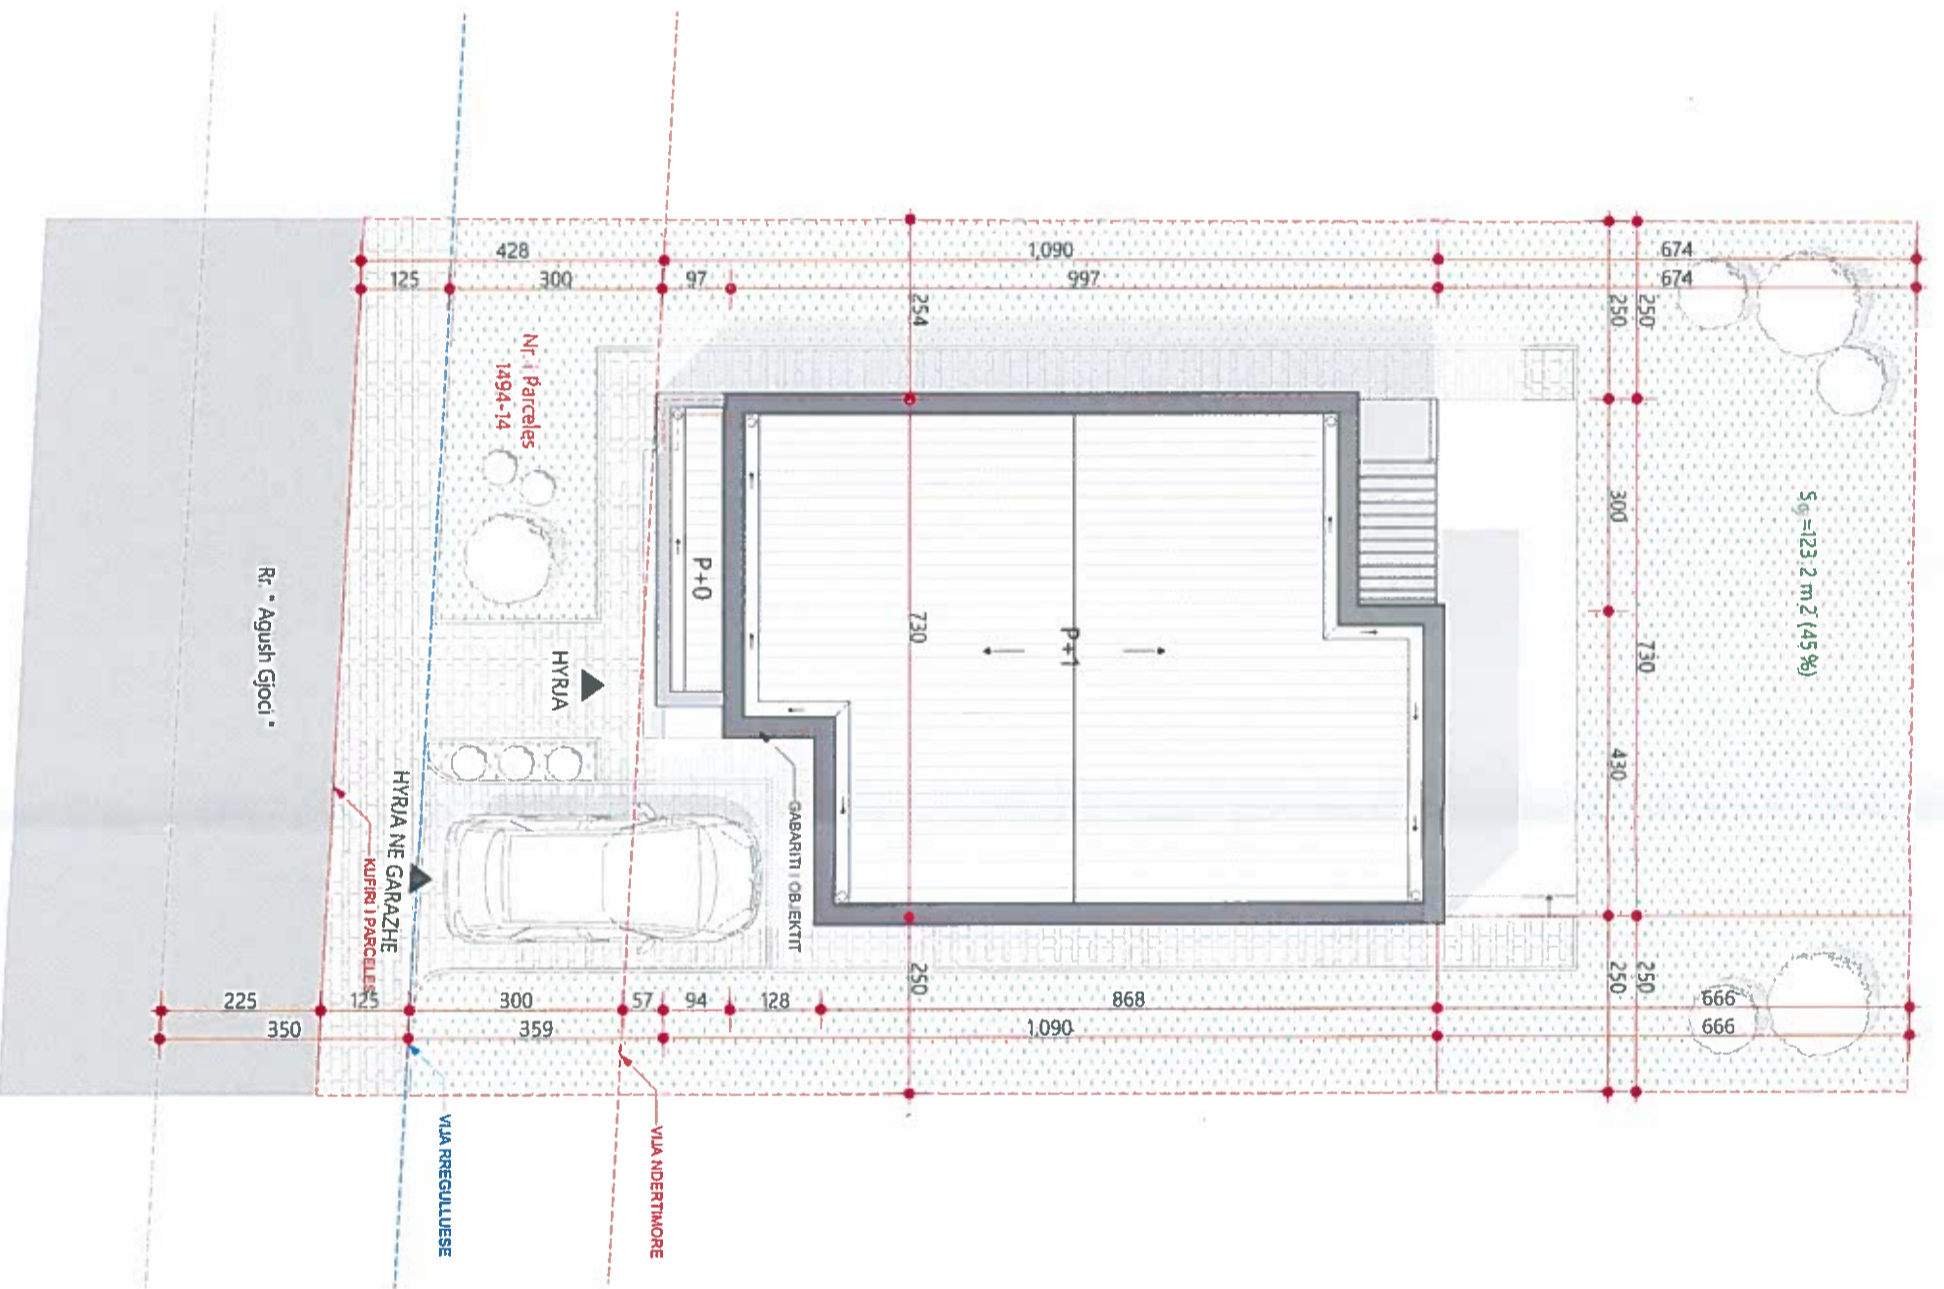 428
1,090
674
125
300
97
997
674
254
250
250
Nr. i Parceles
1494-14
300
S =123.2 m2 (45%)
P+0
730
P+1
730
Rr. " Agush Gjoci "
HYRJA
430
HYRJA NE GARAZHE
KUFIRI I PARCELES
GABARITI I OBJEKTIT
250
250
250
225
125
300
57
94
128
868
666
350
359
1,090
666
VIJA RREGULLUESE
VIJA NDERTIMORE